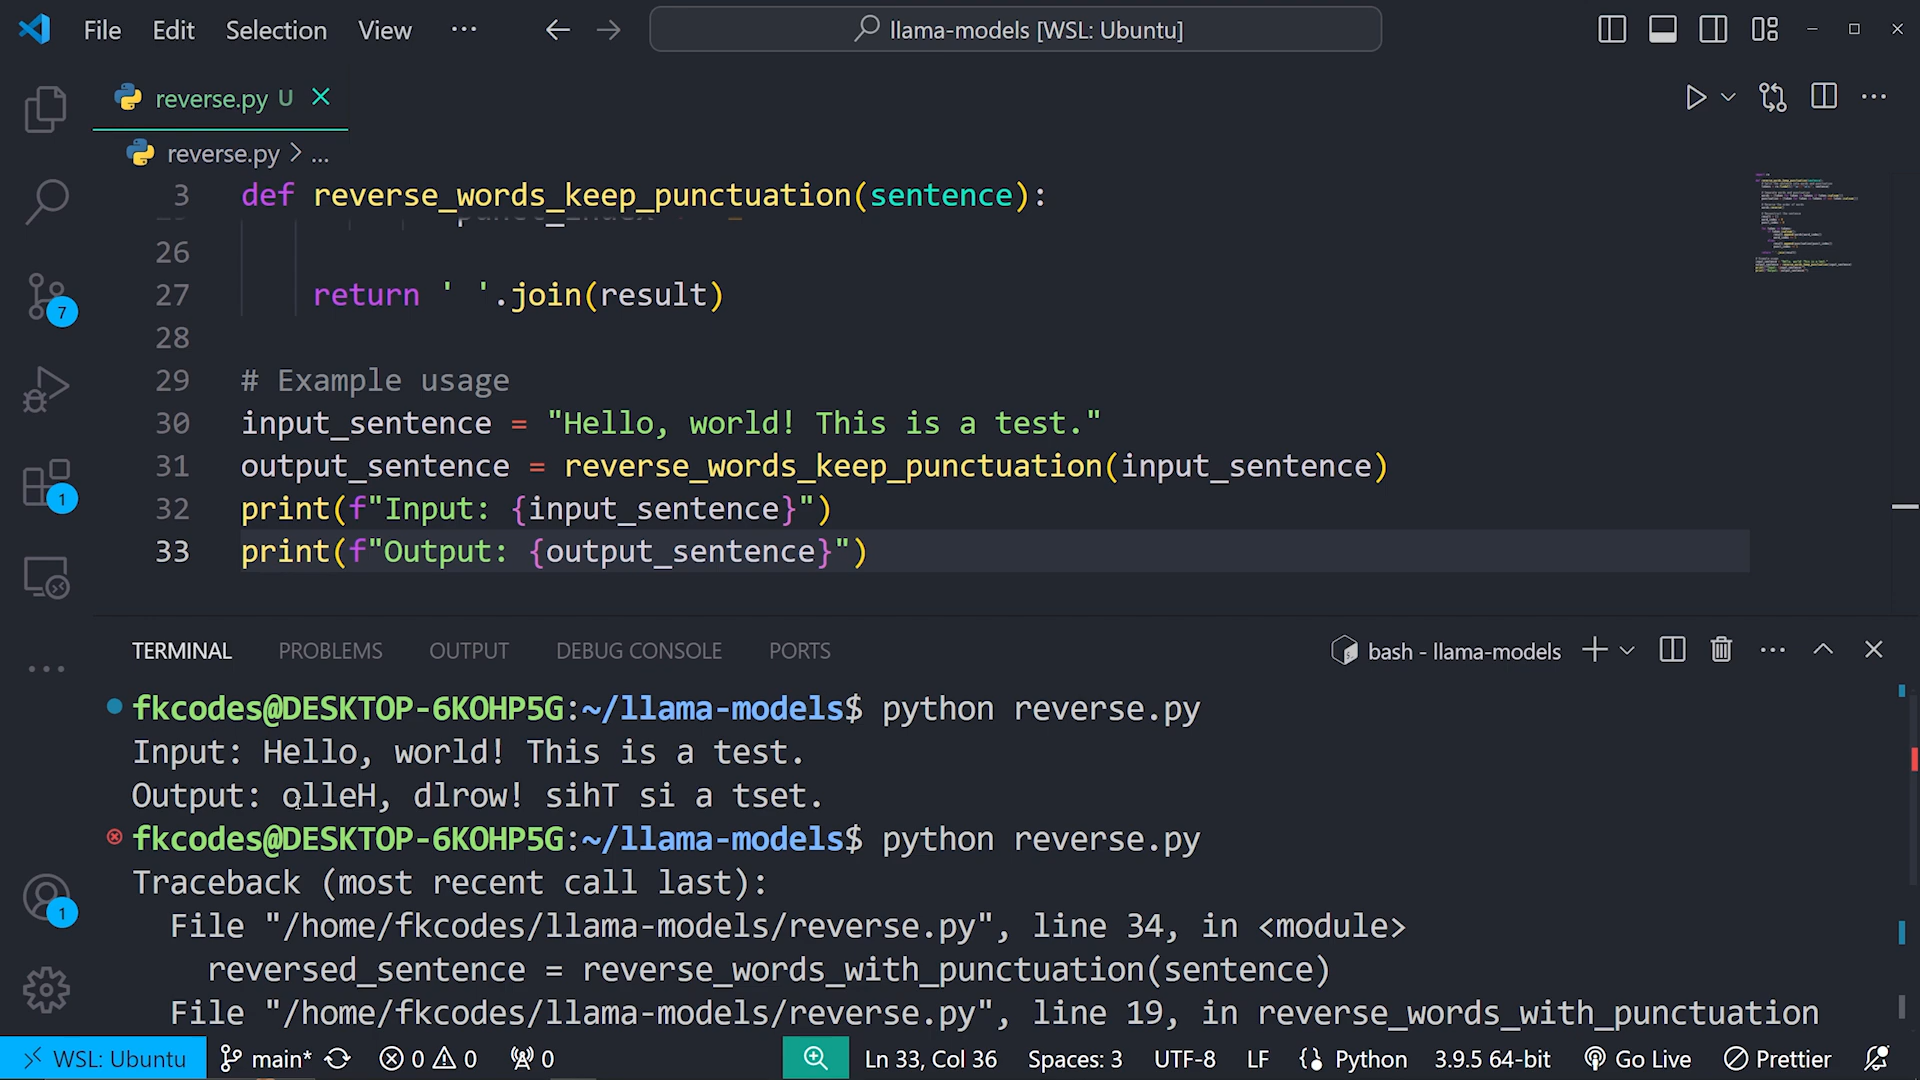 File Edit Selection View ··· llama-models [WSL: Ubuntu]
reverse.py U
reverse.py > ...
3 def reverse_words_keep_punctuation(sentence):
26
27 return ' '.join(result)
28
29 # Example usage
30 input_sentence = "Hello, world! This is a test."
31 output_sentence = reverse_words_keep_punctuation(input_sentence)
32 print(f"Input: {input_sentence}")
33 print(f"Output: {output_sentence}")
7
1
1
TERMINAL PROBLEMS OUTPUT DEBUG CONSOLE PORTS bash - llama-models
fkcodes@DESKTOP-6KOHP5G:~/llama-models$ python reverse.py
Input: Hello, world! This is a test.
Output: olleH, dlrow! sihT si a tset.
fkcodes@DESKTOP-6KOHP5G:~/llama-models$ python reverse.py
Traceback (most recent call last):
File "/home/fkcodes/llama-models/reverse.py", line 34, in <module>
reversed_sentence = reverse_words_with_punctuation(sentence)
File "/home/fkcodes/llama-models/reverse.py", line 19, in reverse_words_with_punctuation
WSL: Ubuntu main* 0 0 0 Ln 33, Col 36 Spaces: 3 UTF-8 LF Python 3.9.5 64-bit Go Live Prettier